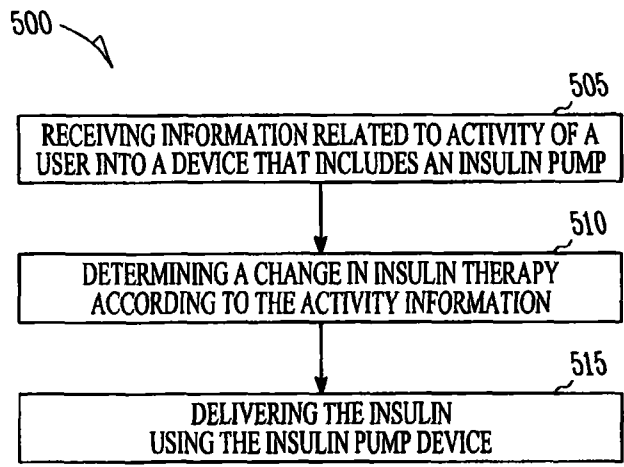 500
505
RECEIVING INFORMATION RELATED TO ACTIVITY OF A
USER INTO A DEVICE THAT INCLUDES AN INSULIN PUMP
510
DETERMINING A CHANGE IN INSULIN THERAPY
ACCORDING TO THE ACTIVITY INFORMATION
515
DELIVERING THE INSULIN
USING THE INSULIN PUMP DEVICE